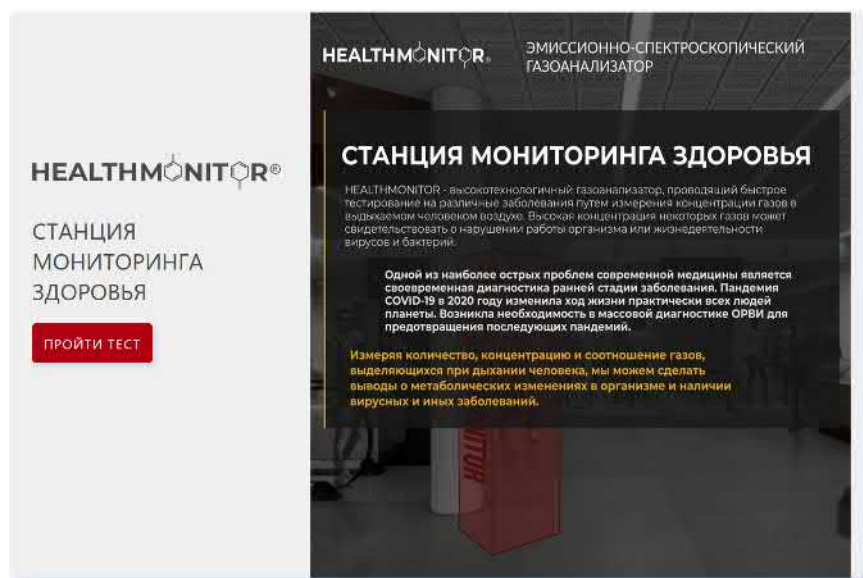 HEALTHMONITOR®
СТАНЦИЯ
МОНИТОРИНГА
ЗДОРОВЬЯ
ПРОЙТИ ТЕСТ
HEALTHMONITOR®
ЭМИССИОННО-СПЕКТРОСКОПИЧЕСКИЙ
ГАЗОАНАЛИЗАТОР
СТАНЦИЯ МОНИТОРИНГА ЗДОРОВЬЯ
HEALTHMONITOR - высокотехнологичный газоанализатор, проводящий быстрое
тестирование на различные заболевания путем измерения концентрации газов в
выдыхаемом человеком воздухе. Высокая концентрация некоторых газов может
свидетельствовать о нарушении работы организма или жизнедеятельности
вирусов и бактерий.
Одной из наиболее острых проблем современной медицины является
своевременная диагностика ранней стадии заболевания. Пандемия
COVID-19 в 2020 году изменила ход жизни практически всех людей
планеты. Возникла необходимость в массовой диагностике ОРВИ для
предотвращения последующих пандемий.
Измеряя количество, концентрацию и соотношение газов,
выделяющихся при дыхании человека, мы можем сделать
выводы о метаболических изменениях в организме и наличии
вирусных и иных заболеваний.
NITOR